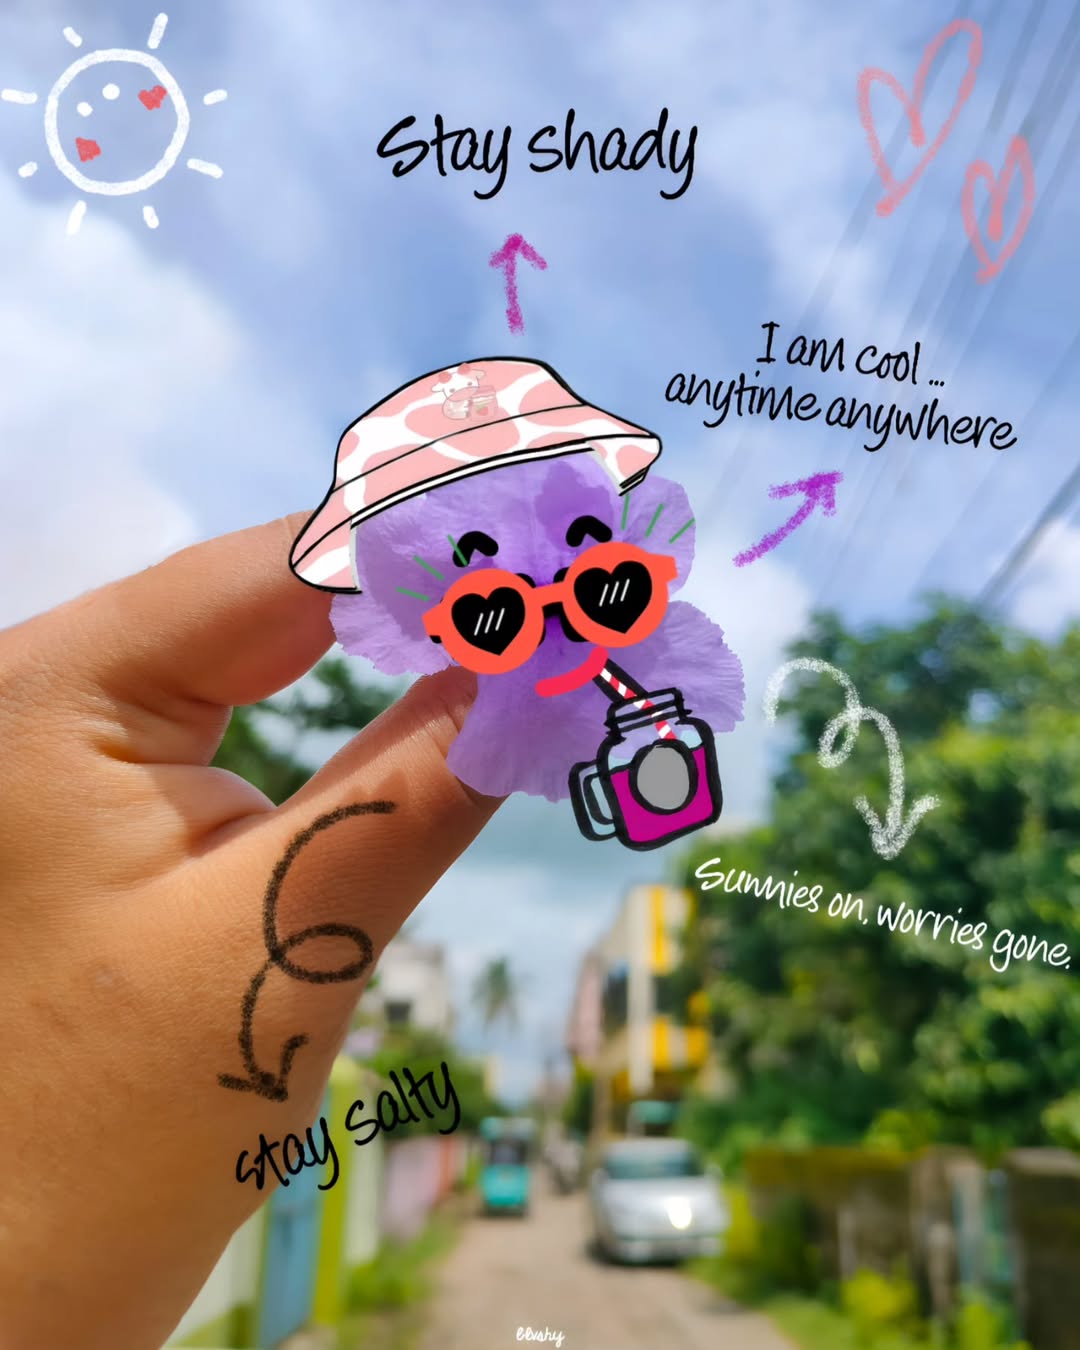 Stay shady
I am cool ...
anytime anywhere
Sunnies on, worries gone.
stay salty